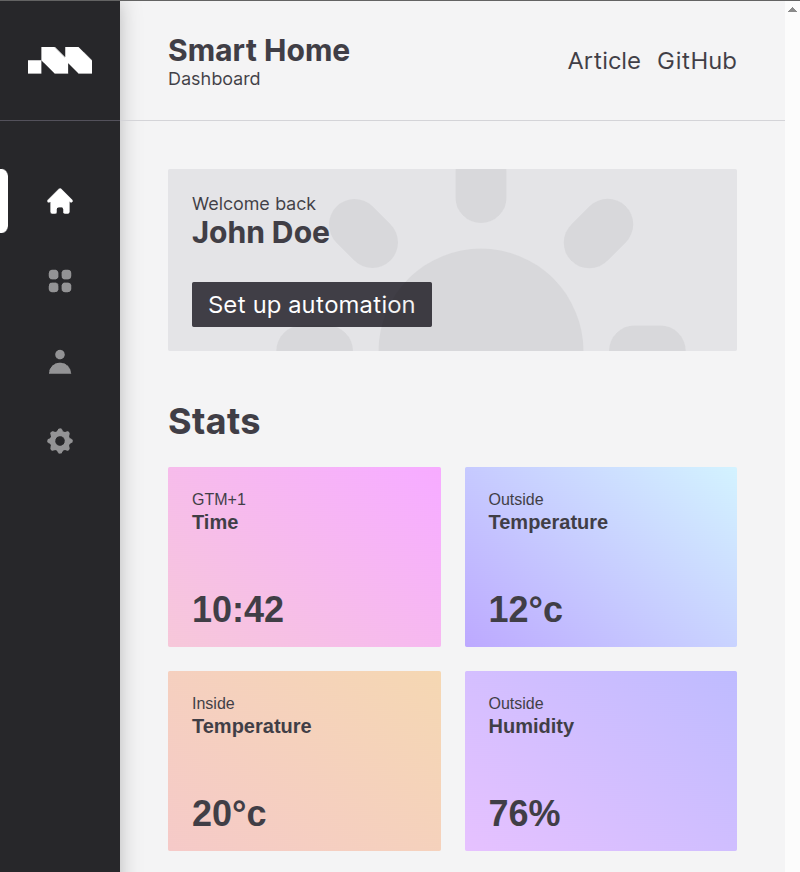 Smart Home
Dashboard
Article GitHub
Welcome back
John Doe
Set up automation
Stats
GTM+1
Time
10:42
Outside
Temperature
12°c
Inside
Temperature
20°c
Outside
Humidity
76%